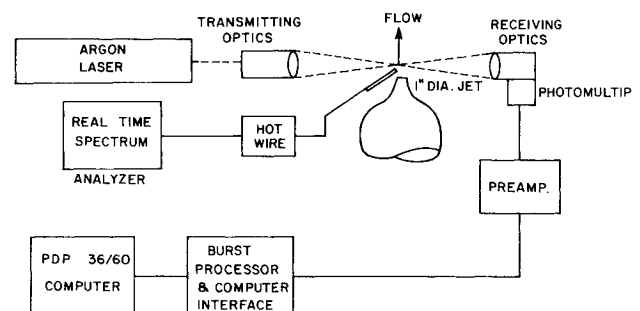 TRANSMITTING
OPTICS
FLOW
RECEIVING
OPTICS
ARGON
LASER
1" DIA. JET
PHOTOMULTIP
REAL TIME
SPECTRUM
ANALYZER
HOT
WIRE
PREAMP.
PDP 36/60
COMPUTER
BURST
PROCESSOR
& COMPUTER
INTERFACE